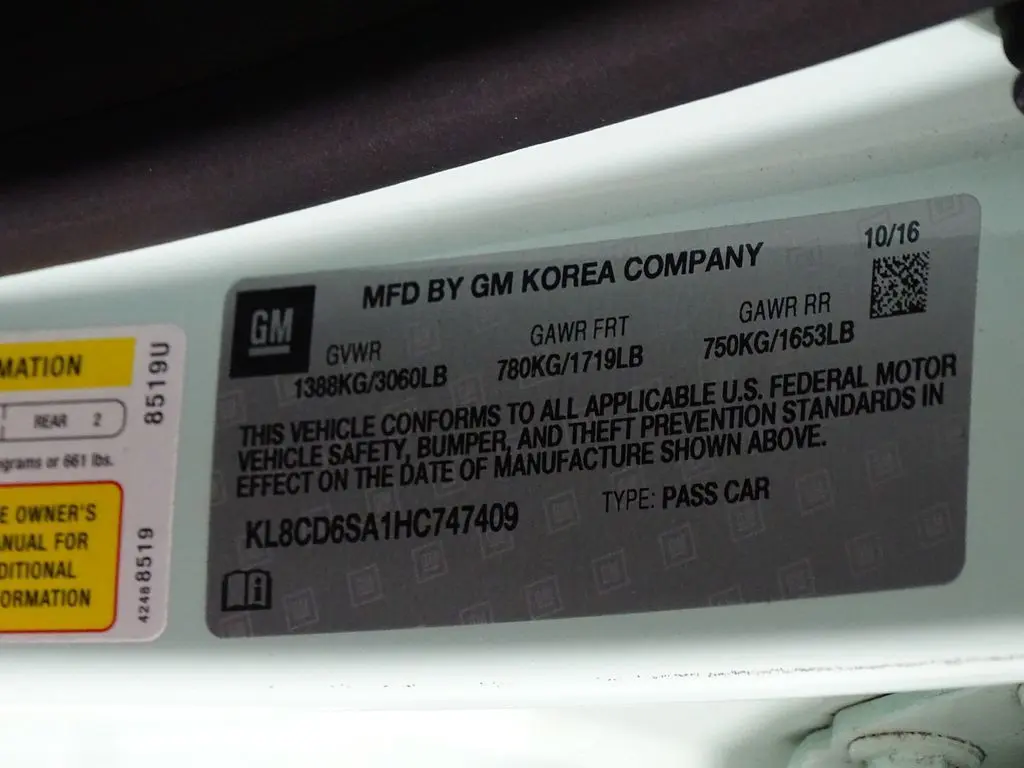 MATION
REAR 2
ograms or 661 lbs.
E OWNER'S
ANUAL FOR
DITIONAL
ORMATION
8519U
42488519
GM
MFD BY GM KOREA COMPANY
10/16
GVWR
1388KG/3060LB
GAWR FRT
780KG/1719LB
GAWR RR
750KG/1653LB
THIS VEHICLE CONFORMS TO ALL APPLICABLE U.S. FEDERAL MOTOR
VEHICLE SAFETY, BUMPER, AND THEFT PREVENTION STANDARDS IN
EFFECT ON THE DATE OF MANUFACTURE SHOWN ABOVE.
KL8CD6SA1HC747409
TYPE: PASS CAR